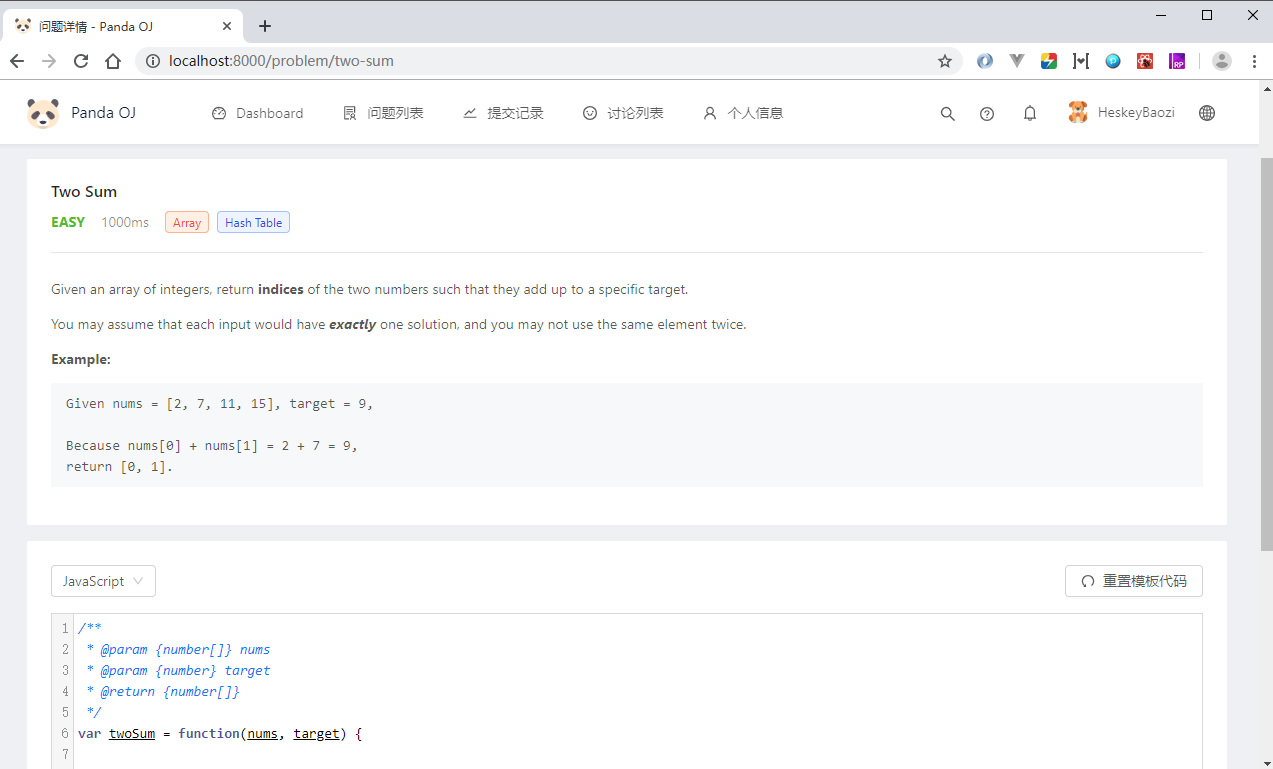 问题详情 - Panda OJ
localhost:8000/problem/two-sum
RP
Panda OJ
Dashboard
问题列表
提交记录
讨论列表
个人信息
HeskeyBaozi
Two Sum
EASY 1000ms Array Hash Table
Given an array of integers, return indices of the two numbers such that they add up to a specific target.
You may assume that each input would have exactly one solution, and you may not use the same element twice.
Example:
Given nums = [2, 7, 11, 15], target = 9,
Because nums[0] + nums[1] = 2 + 7 = 9,
return [0, 1].
JavaScript
重置模板代码
1 /**
2 * @param {number[]} nums
3 * @param {number} target
4 * @return {number[]}
5 */
6 var twoSum = function(nums, target) {
7